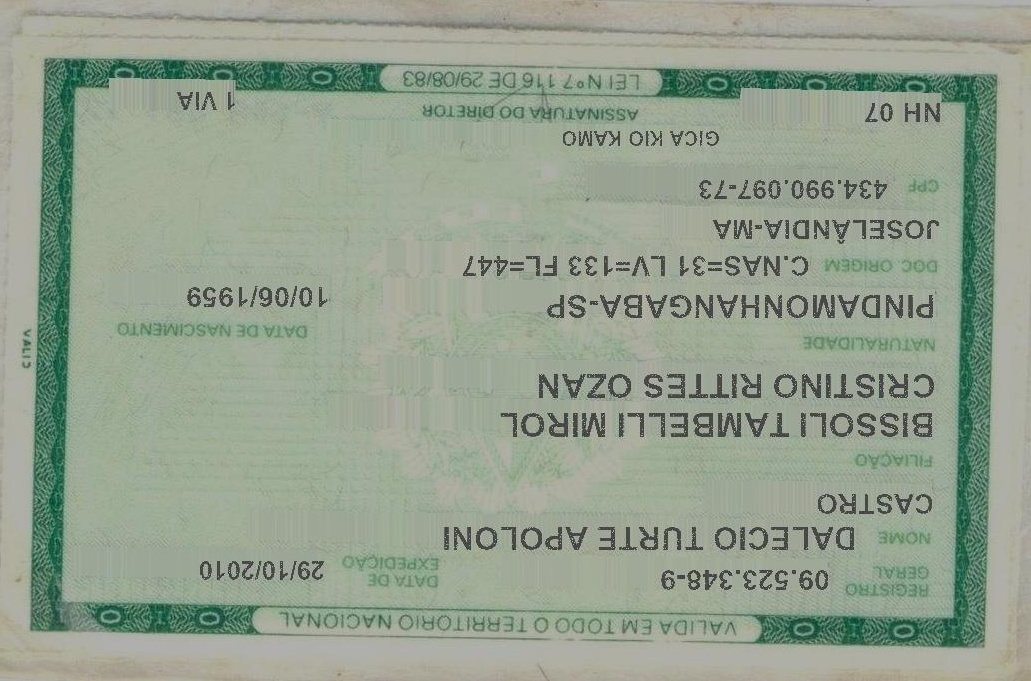 VALIDA EM TODO O TERRITORIO NACIONAL
REGISTRO GERAL 09.523.348-9 DATA DE EXPEDIÇÃO 29/10/2010
NOME DALECIO TURTE APOLONI
CASTRO
FILIAÇÃO
BISSOLI TAMBELLI MIROL
CRISTINO RITTES OZAN
NATURALIDADE DATA DE NASCIMENTO
PINDAMONHANGABA-SP 10/06/1959
DOC. ORIGEM C.NAS=31 LV=133 FL=447
JOSELÂNDIA-MA
CPF 434.990.097-73
GICA KIO KAMO
NH 07 ASSINATURA DO DIRETOR 1 VIA
LEI Nº 7.116 DE 29/08/83